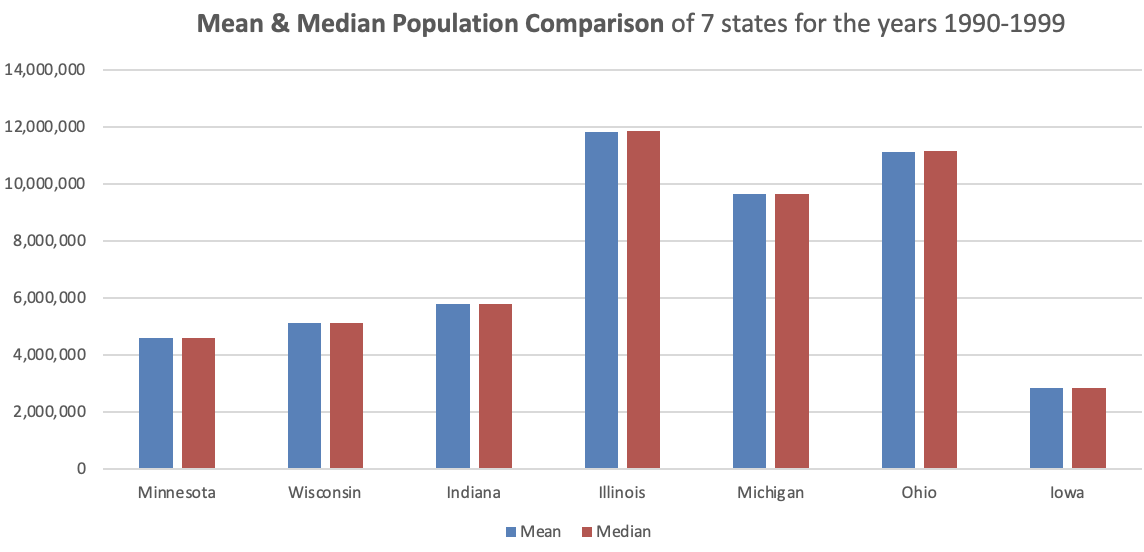 Mean & Median Population Comparison of 7 states for the years 1990-1999
14,000,000
12,000,000
10,000,000
8,000,000
6,000,000
4,000,000
2,000,000
0
Minnesota Wisconsin Indiana Illinois Michigan Ohio Iowa
Mean Median